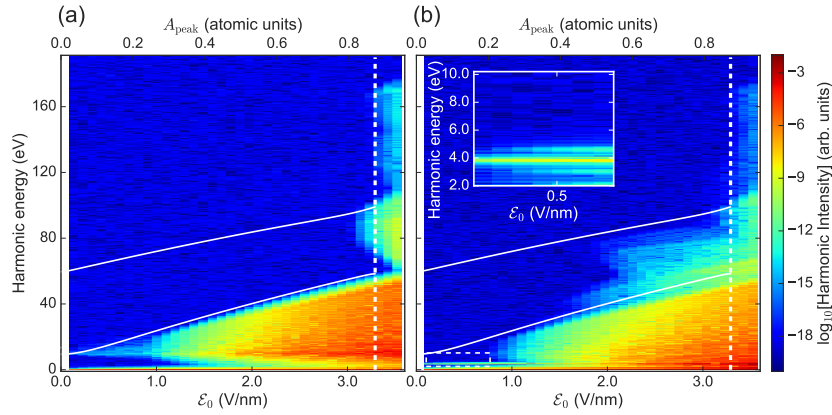 (a)
A_peak (atomic units)
0.0 0.2 0.4 0.6 0.8
Harmonic energy (eV)
160
120
80
40
0
0.0 1.0 2.0 3.0
ℰ₀ (V/nm)
(b)
A_peak (atomic units)
0.0 0.2 0.4 0.6 0.8
Harmonic energy (eV)
10.0
8.0
6.0
4.0
2.0
0.5
ℰ₀ (V/nm)
0.0 1.0 2.0 3.0
ℰ₀ (V/nm)
−3
−6
−9
−12
−15
−18
log₁₀[Harmonic Intensity] (arb. units)